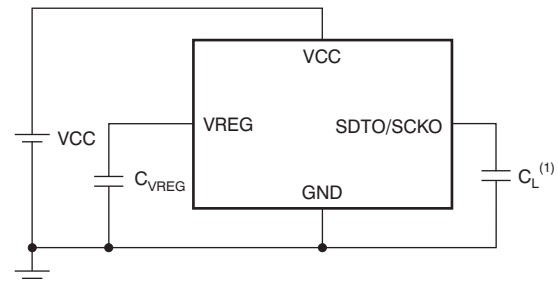 VCC
VREG
SDTO/SCKO
VCC
C_VREG
C_L^(1)
GND